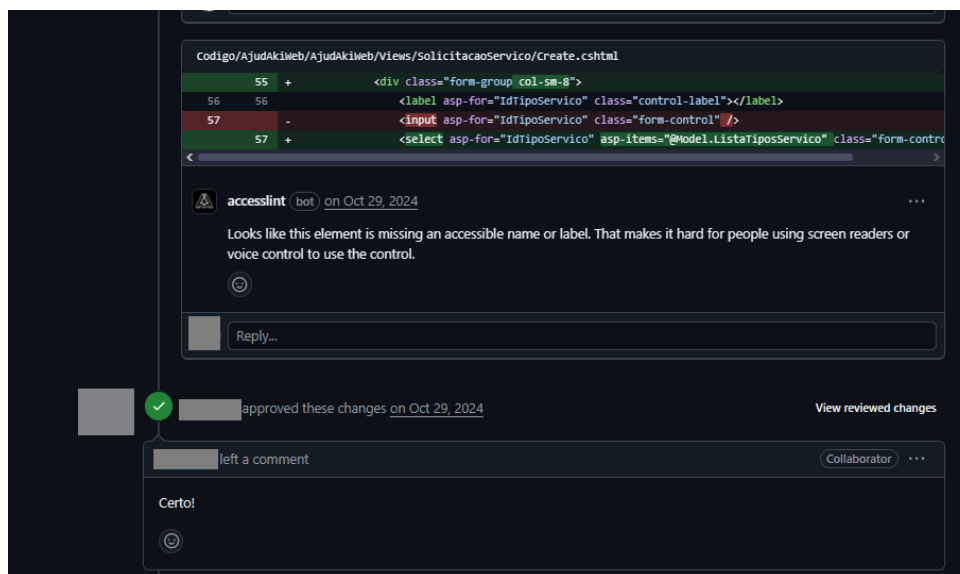 Codigo/AjudAkiWeb/AjudAkiWeb/Views/SolicitacaoServico/Create.cshtml
55 + <div class="form-group col-sm-8">
56 56 <label asp-for="IdTipoServico" class="control-label"></label>
57 - <input asp-for="IdTipoServico" class="form-control" />
57 + <select asp-for="IdTipoServico" asp-items="@Model.ListaTiposServico" class="form-contro
accesslint bot on Oct 29, 2024
Looks like this element is missing an accessible name or label. That makes it hard for people using screen readers or
voice control to use the control.
Reply...
approved these changes on Oct 29, 2024 View reviewed changes
left a comment Collaborator
Certo!